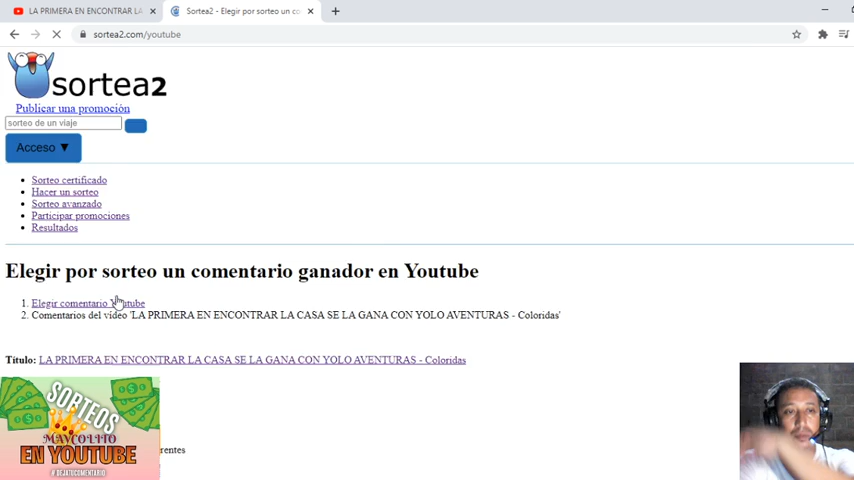 LA PRIMERA EN ENCONTRAR LA
Sortea2 - Elegir por sorteo un co
sortea2.com/youtube
sortea2
Publicar una promoción
sorteo de un viaje
Acceso ▼
Sorteo certificado
Hacer un sorteo
Sorteo avanzado
Participar promociones
Resultados
Elegir por sorteo un comentario ganador en Youtube
1. Elegir comentario Youtube
2. Comentarios del vídeo 'LA PRIMERA EN ENCONTRAR LA CASA SE LA GANA CON YOLO AVENTURAS - Coloridas'
Título: LA PRIMERA EN ENCONTRAR LA CASA SE LA GANA CON YOLO AVENTURAS - Coloridas
SORTEOS
MAYCOLITO
EN YOUTUBE
# DEJATUCOMENTARIO
rentes